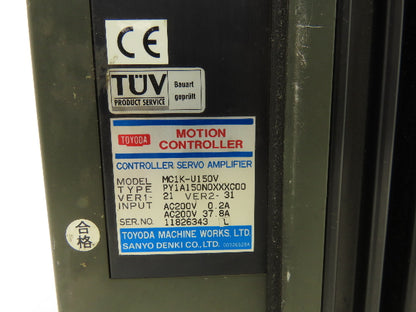 CE
TÜV
PRODUCT SERVICE
Bauart
geprüft
TOYODA
MOTION
CONTROLLER
CONTROLLER SERVO AMPLIFIER
MODEL MC1K-U150V
TYPE PY1A150N0XXXC00
VER1- 21 VER2- 31
INPUT AC200V 0.2A
AC200V 37.8A
SER.NO. 11826343 L
TOYODA MACHINE WORKS, LTD.
SANYO DENKI CO., LTD.
合格